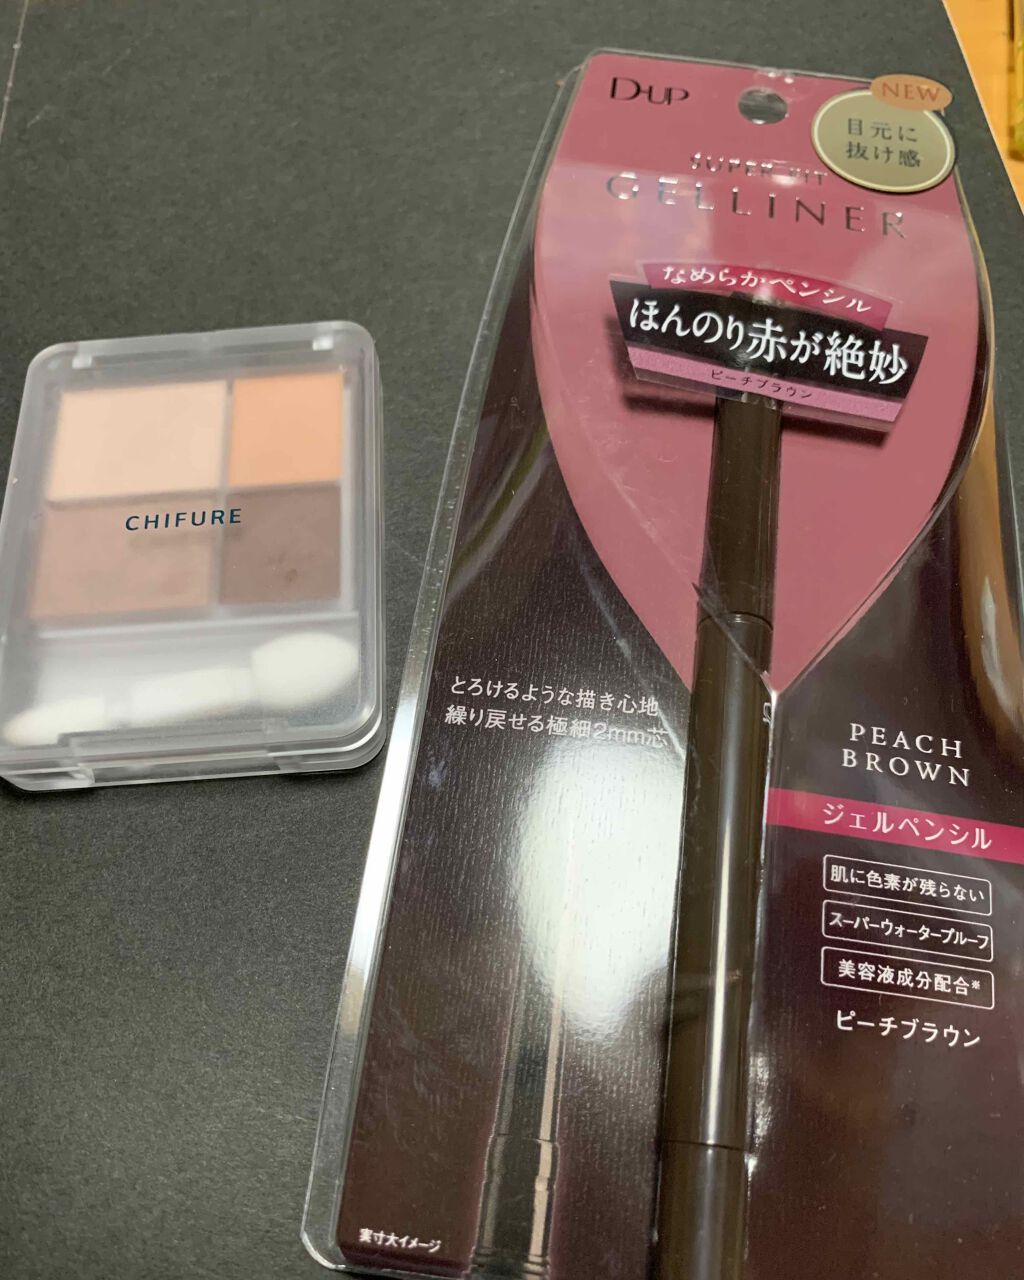 CHIFURE
D-UP
NEW
目元に
抜け感
SUPER FIT
GELLINER
なめらかペンシル
ほんのり赤が絶妙
ピーチブラウン
とろけるような描き心地
繰り戻せる極細2mm芯
PEACH
BROWN
ジェルペンシル
肌に色素が残らない
スーパーウォータープルーフ
美容液成分配合※
ピーチブラウン
実寸大イメージ